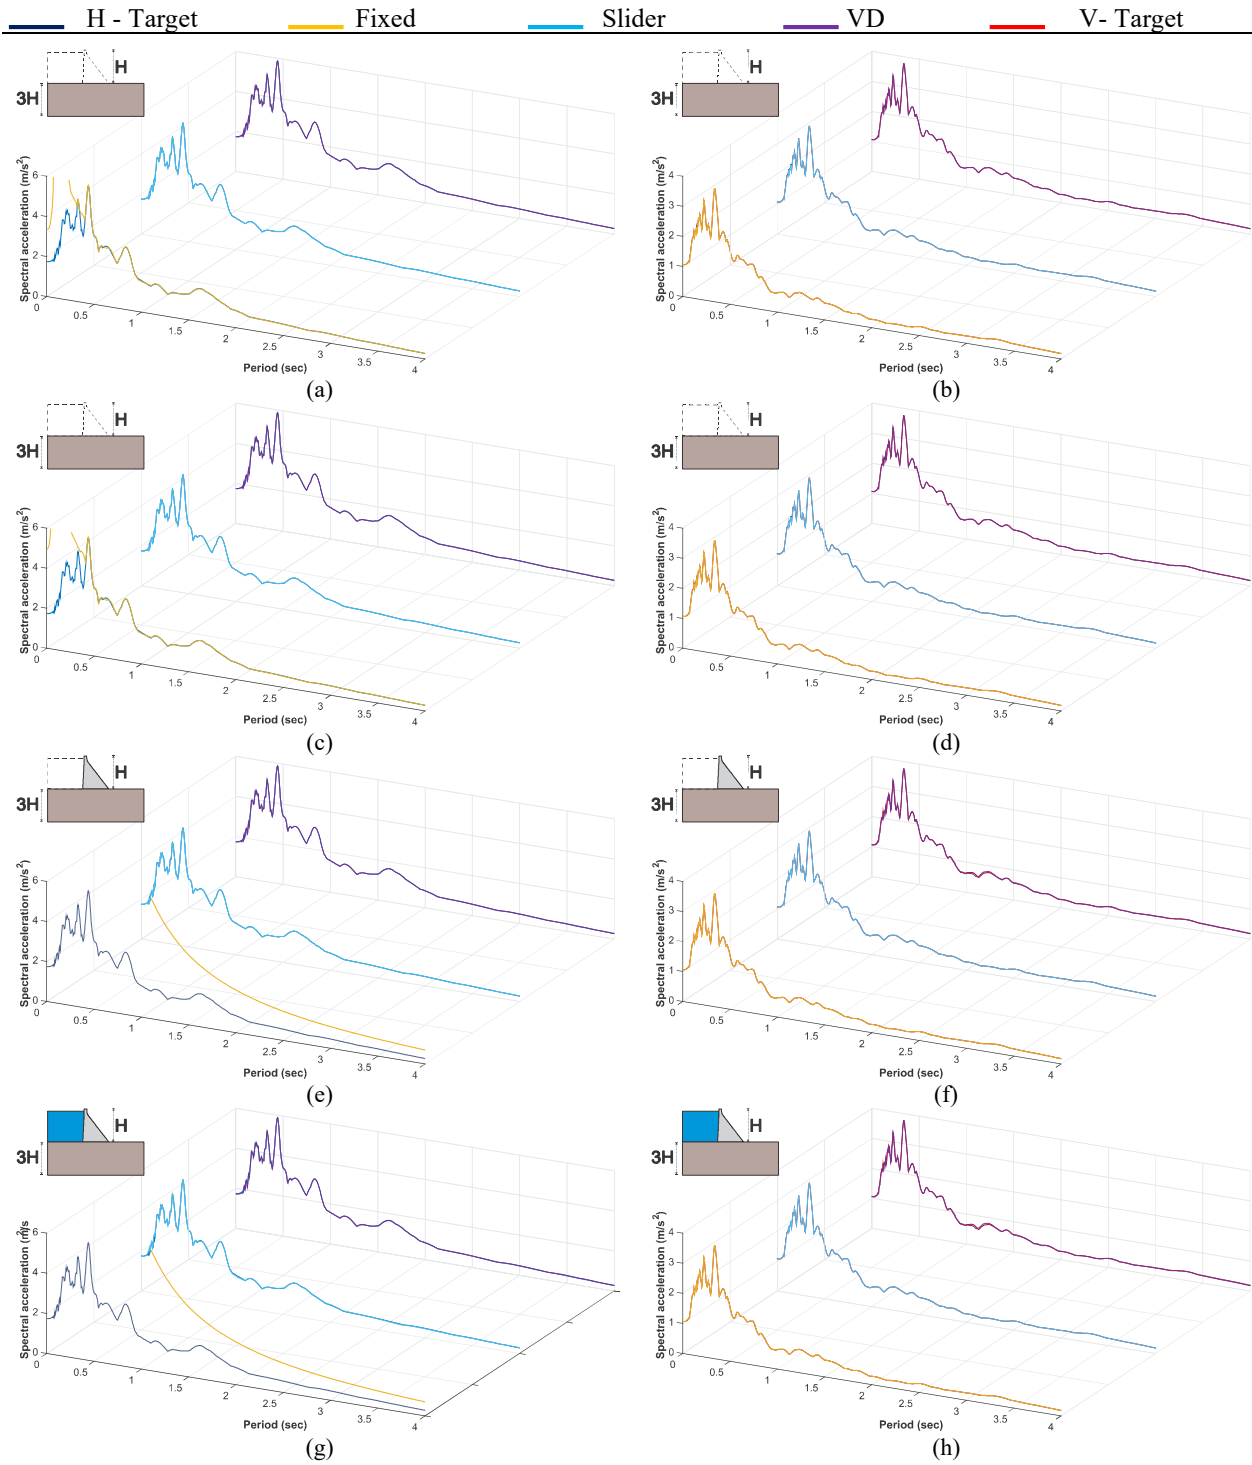 H - Target Fixed Slider VD V- Target
H
3H
Spectral acceleration (m/s²)
6
4
2
0
0
0.5
1
1.5
2
2.5
3
3.5
4
Period (sec)
(a)
H
3H
Spectral acceleration (m/s²)
4
3
2
1
0
0
0.5
1
1.5
2
2.5
3
3.5
4
Period (sec)
(b)
H
3H
Spectral acceleration (m/s²)
6
4
2
0
0
0.5
1
1.5
2
2.5
3
3.5
4
Period (sec)
(c)
H
3H
Spectral acceleration (m/s²)
4
3
2
1
0
0
0.5
1
1.5
2
2.5
3
3.5
4
Period (sec)
(d)
H
3H
Spectral acceleration (m/s²)
6
4
2
0
0
0.5
1
1.5
2
2.5
3
3.5
4
Period (sec)
(e)
H
3H
Spectral acceleration (m/s²)
4
3
2
1
0
0
0.5
1
1.5
2
2.5
3
3.5
4
Period (sec)
(f)
H
3H
Spectral acceleration (m/s²
6
4
2
0
0
0.5
1
1.5
2
2.5
3
3.5
4
Period (sec)
(g)
H
3H
Spectral acceleration (m/s²)
4
3
2
1
0
0
0.5
1
1.5
2
2.5
3
3.5
4
Period (sec)
(h)